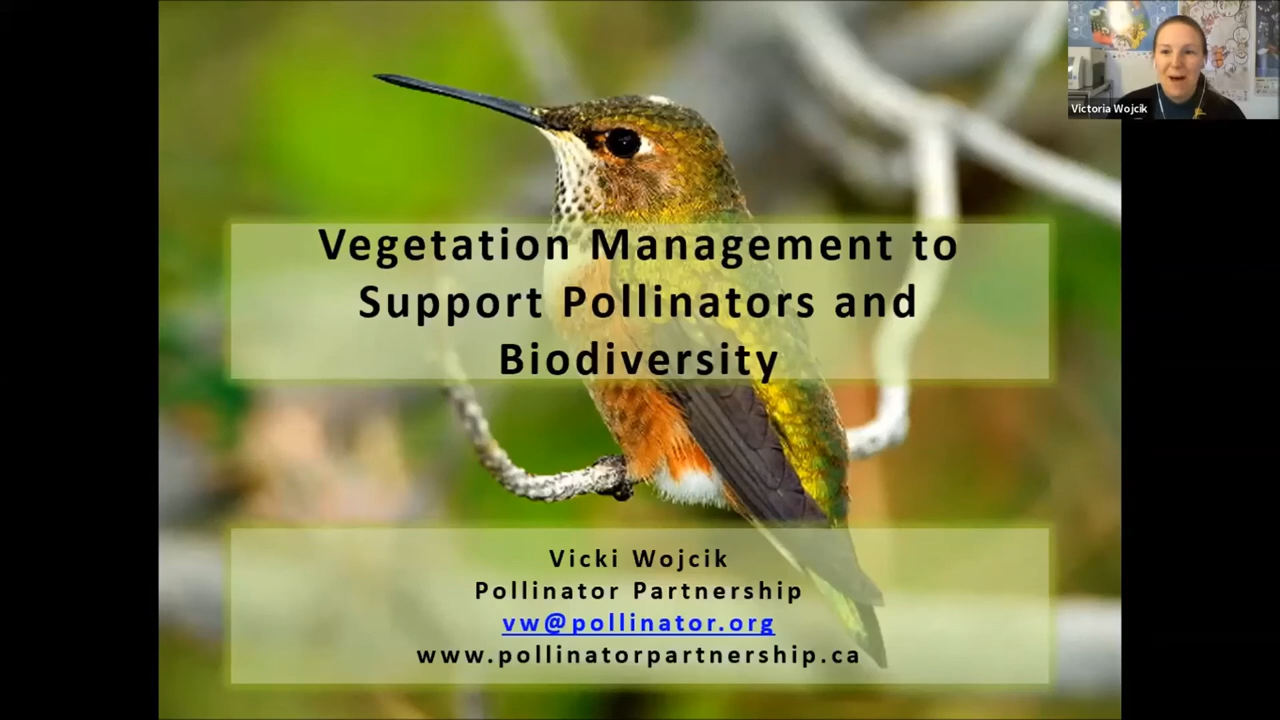 Victoria Wojcik
Vegetation Management to
Support Pollinators and
Biodiversity
Vicki Wojcik
Pollinator Partnership
vw@pollinator.org
www.pollinatorpartnership.ca